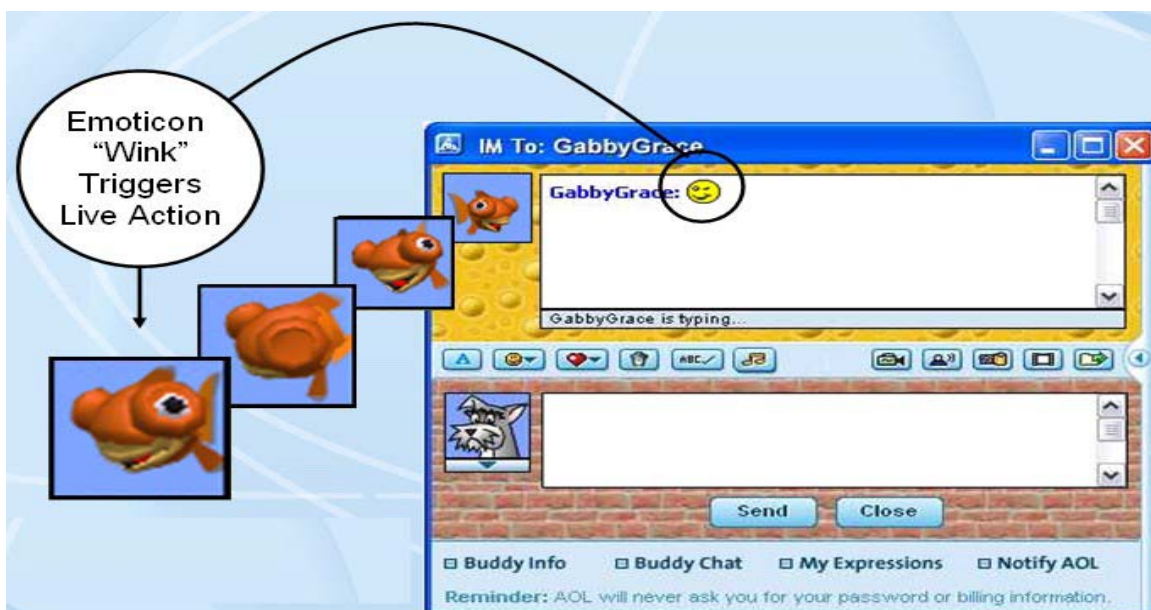 Emoticon
“Wink”
Triggers
Live Action
IM To: GabbyGrace
GabbyGrace:
GabbyGrace is typing...
A
ABC
Send
Close
Buddy Info
Buddy Chat
My Expressions
Notify AOL
Reminder: AOL will never ask you for your password or billing information.